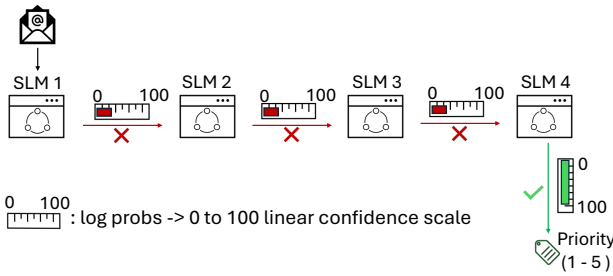 @
SLM 1
0 100
SLM 2
0 100
SLM 3
0 100
SLM 4
0
100
0 100
: log probs -> 0 to 100 linear confidence scale
Priority
(1 - 5 )